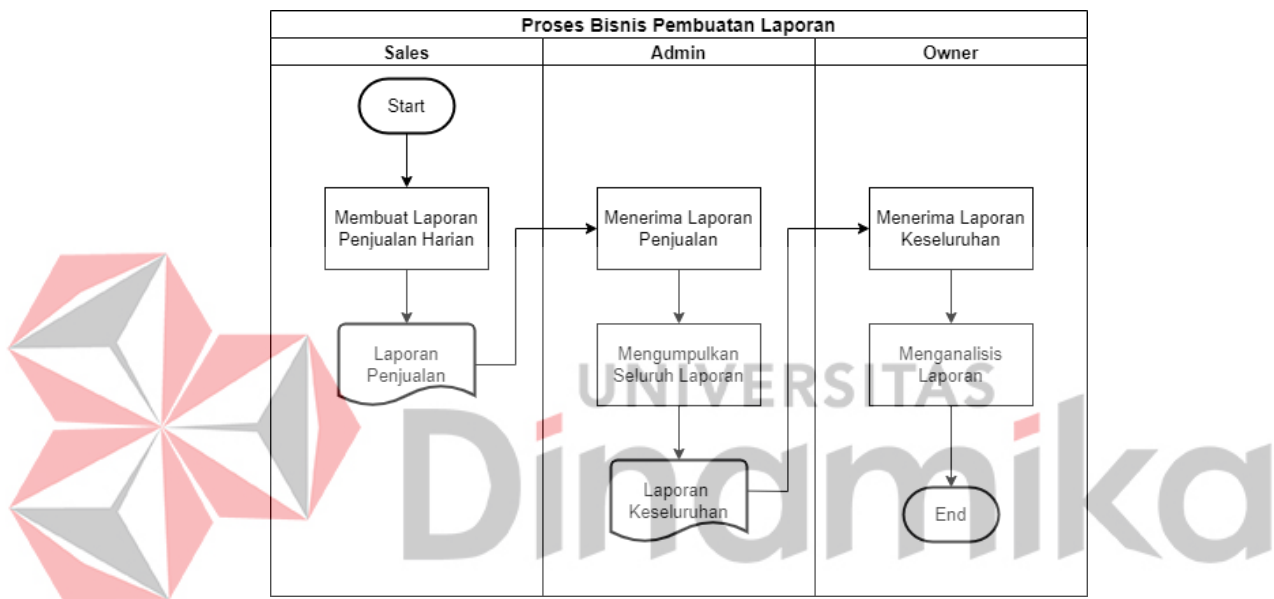 Proses Bisnis Pembuatan Laporan
Sales
Admin
Owner
Start
Membuat Laporan
Penjualan Harian
Laporan
Penjualan
Menerima Laporan
Penjualan
Mengumpulkan
Seluruh Laporan
Laporan
Keseluruhan
Menerima Laporan
Keseluruhan
Menganalisis
Laporan
End
UNIVERSITAS
Dinamika